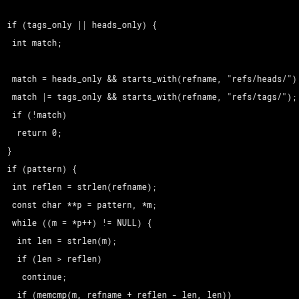 if (tags_only || heads_only) {
int match;
match = heads_only && starts_with(refname, "refs/heads/")
match |= tags_only && starts_with(refname, "refs/tags/");
if (!match)
return 0;
}
if (pattern) {
int reflen = strlen(refname);
const char **p = pattern, *m;
while ((m = *p++) != NULL) {
int len = strlen(m);
if (len > reflen)
continue;
if (memcmp(m, refname + reflen - len, len))